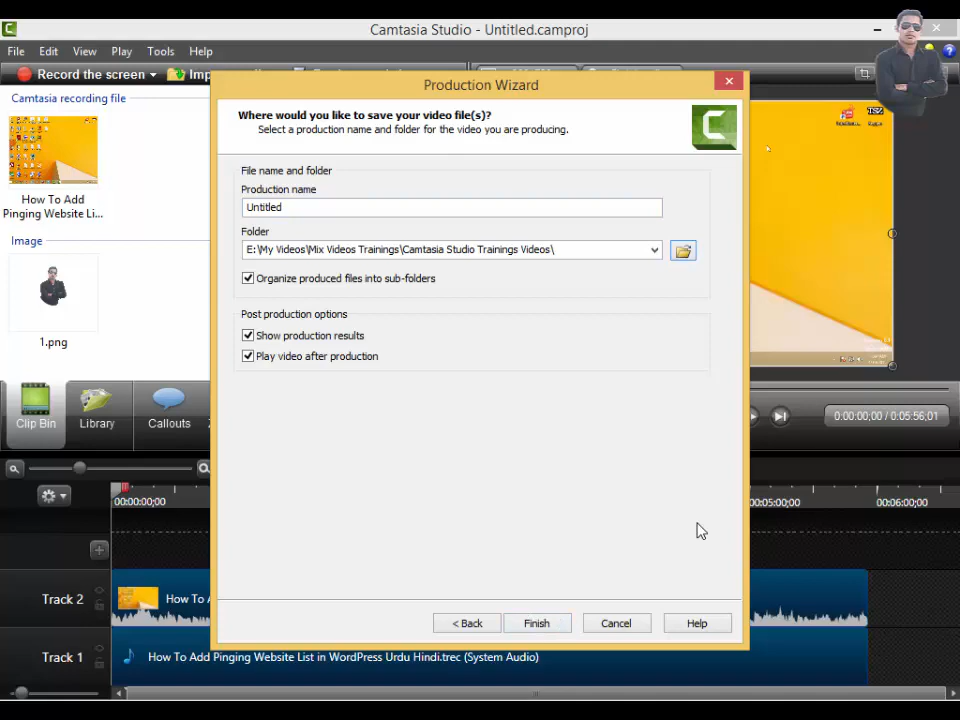 Camtasia Studio - Untitled.camproj
File Edit View Play Tools Help
Record the screen
Imp
Production Wizard
Camtasia recording file
Where would you like to save your video file(s)?
Select a production name and folder for the video you are producing.
File name and folder
Production name
Untitled
How To Add
Pinging Website Li...
Folder
E:\My Videos\Mix Videos Trainings\Camtasia Studio Trainings Videos\
Image
Organize produced files into sub-folders
Post production options
Show production results
1.png
Play video after production
Clip Bin
Library
Callouts
0:00:00;00 / 0:05:56;01
00:00:00;00
00:05:00;00
00:06:00;00
Track 2
How To A
< Back
Finish
Cancel
Help
Track 1
How To Add Pinging Website List in WordPress Urdu Hindi.trec (System Audio)